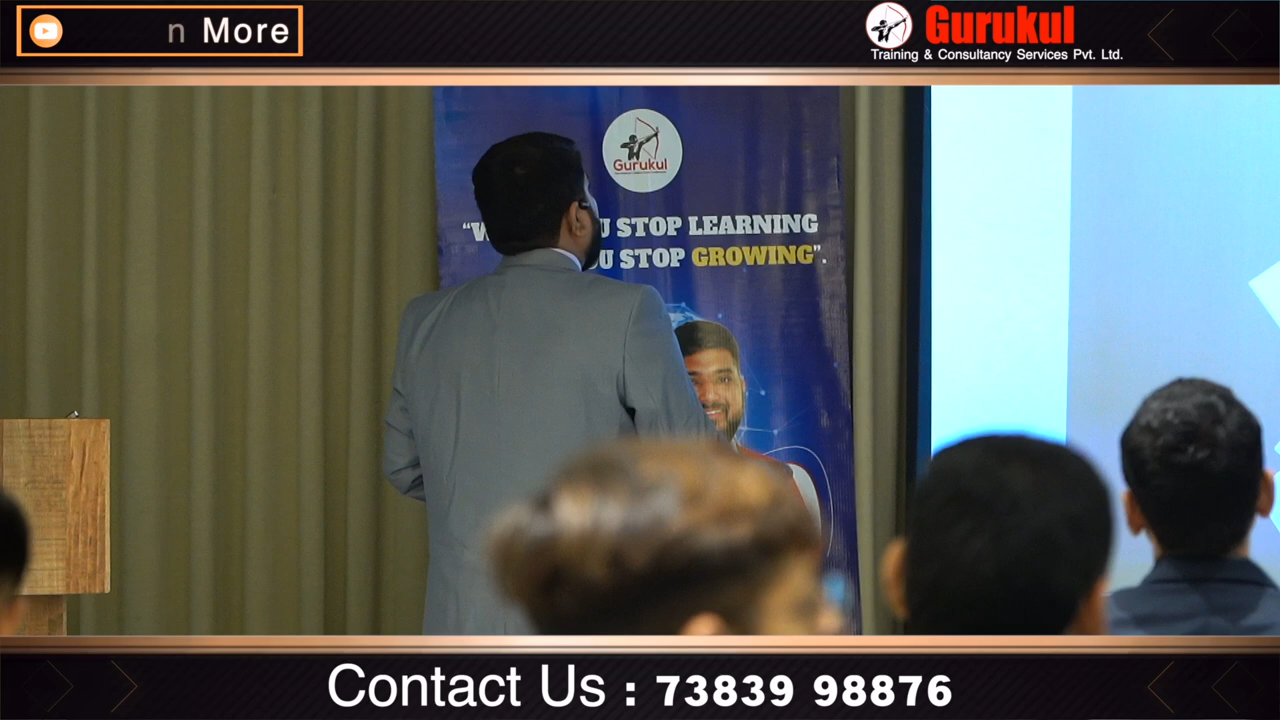 n More
Gurukul
Training & Consultancy Services Pvt. Ltd.
Gurukul
U STOP LEARNING
U STOP GROWING”.
Contact Us : 73839 98876